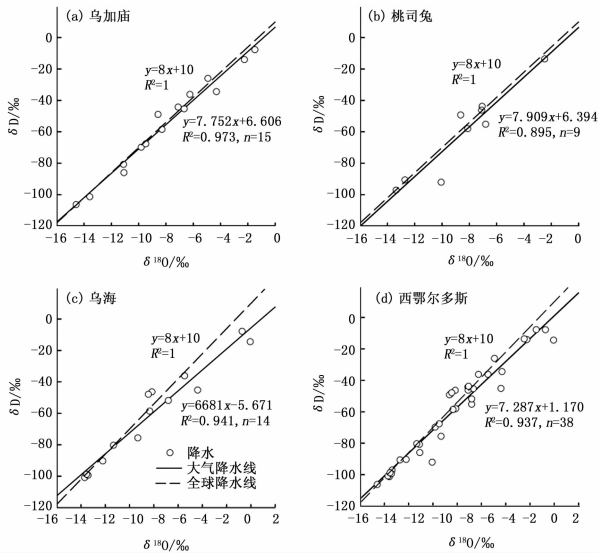 (a) 乌加庙
0
−20
−40
−60
−80
−100
−120
δD/‰
y=8x+10
R²=1
y=7.752x+6.606
R²=0.973, n=15
−16 −14 −12 −10 −8 −6 −4 −2 0
δ ¹⁸O/‰
(b) 桃司兔
0
−20
−40
−60
−80
−100
−120
δD/‰
y=8x+10
R²=1
y=7.909x+6.394
R²=0.895, n=9
−16 −14 −12 −10 −8 −6 −4 −2 0
δ ¹⁸O/‰
(c) 乌海
0
−20
−40
−60
−80
−100
−120
δD/‰
y=8x+10
R²=1
y=6681x−5.671
R²=0.941, n=14
降水
大气降水线
全球降水线
−16 −14 −12 −10 −8 −6 −4 −2 0 2
δ ¹⁸O/‰
(d) 西鄂尔多斯
0
−20
−40
−60
−80
−100
−120
δD/‰
y=8x+10
R²=1
y=7.287x+1.170
R²=0.937, n=38
−16 −14 −12 −10 −8 −6 −4 −2 0 2
δ ¹⁸O/‰